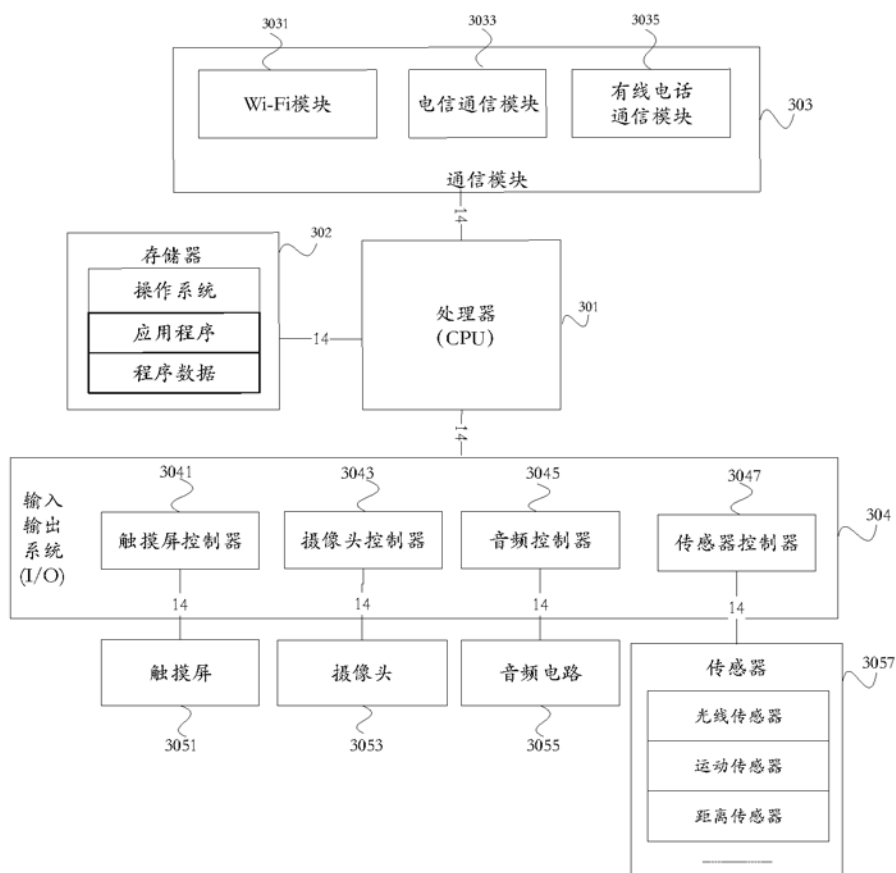 3031
3033
3035
Wi-Fi模块
电信通信模块
有线电话
通信模块
303
通信模块
14
302
存储器
操作系统
应用程序
程序数据
14
处理器
(CPU)
301
14
输入
输出
系统
(I/O)
3041
3043
3045
3047
304
触摸屏控制器
摄像头控制器
音频控制器
传感器控制器
14
14
14
14
触摸屏
摄像头
音频电路
传感器
3057
3051
3053
3055
光线传感器
运动传感器
距离传感器